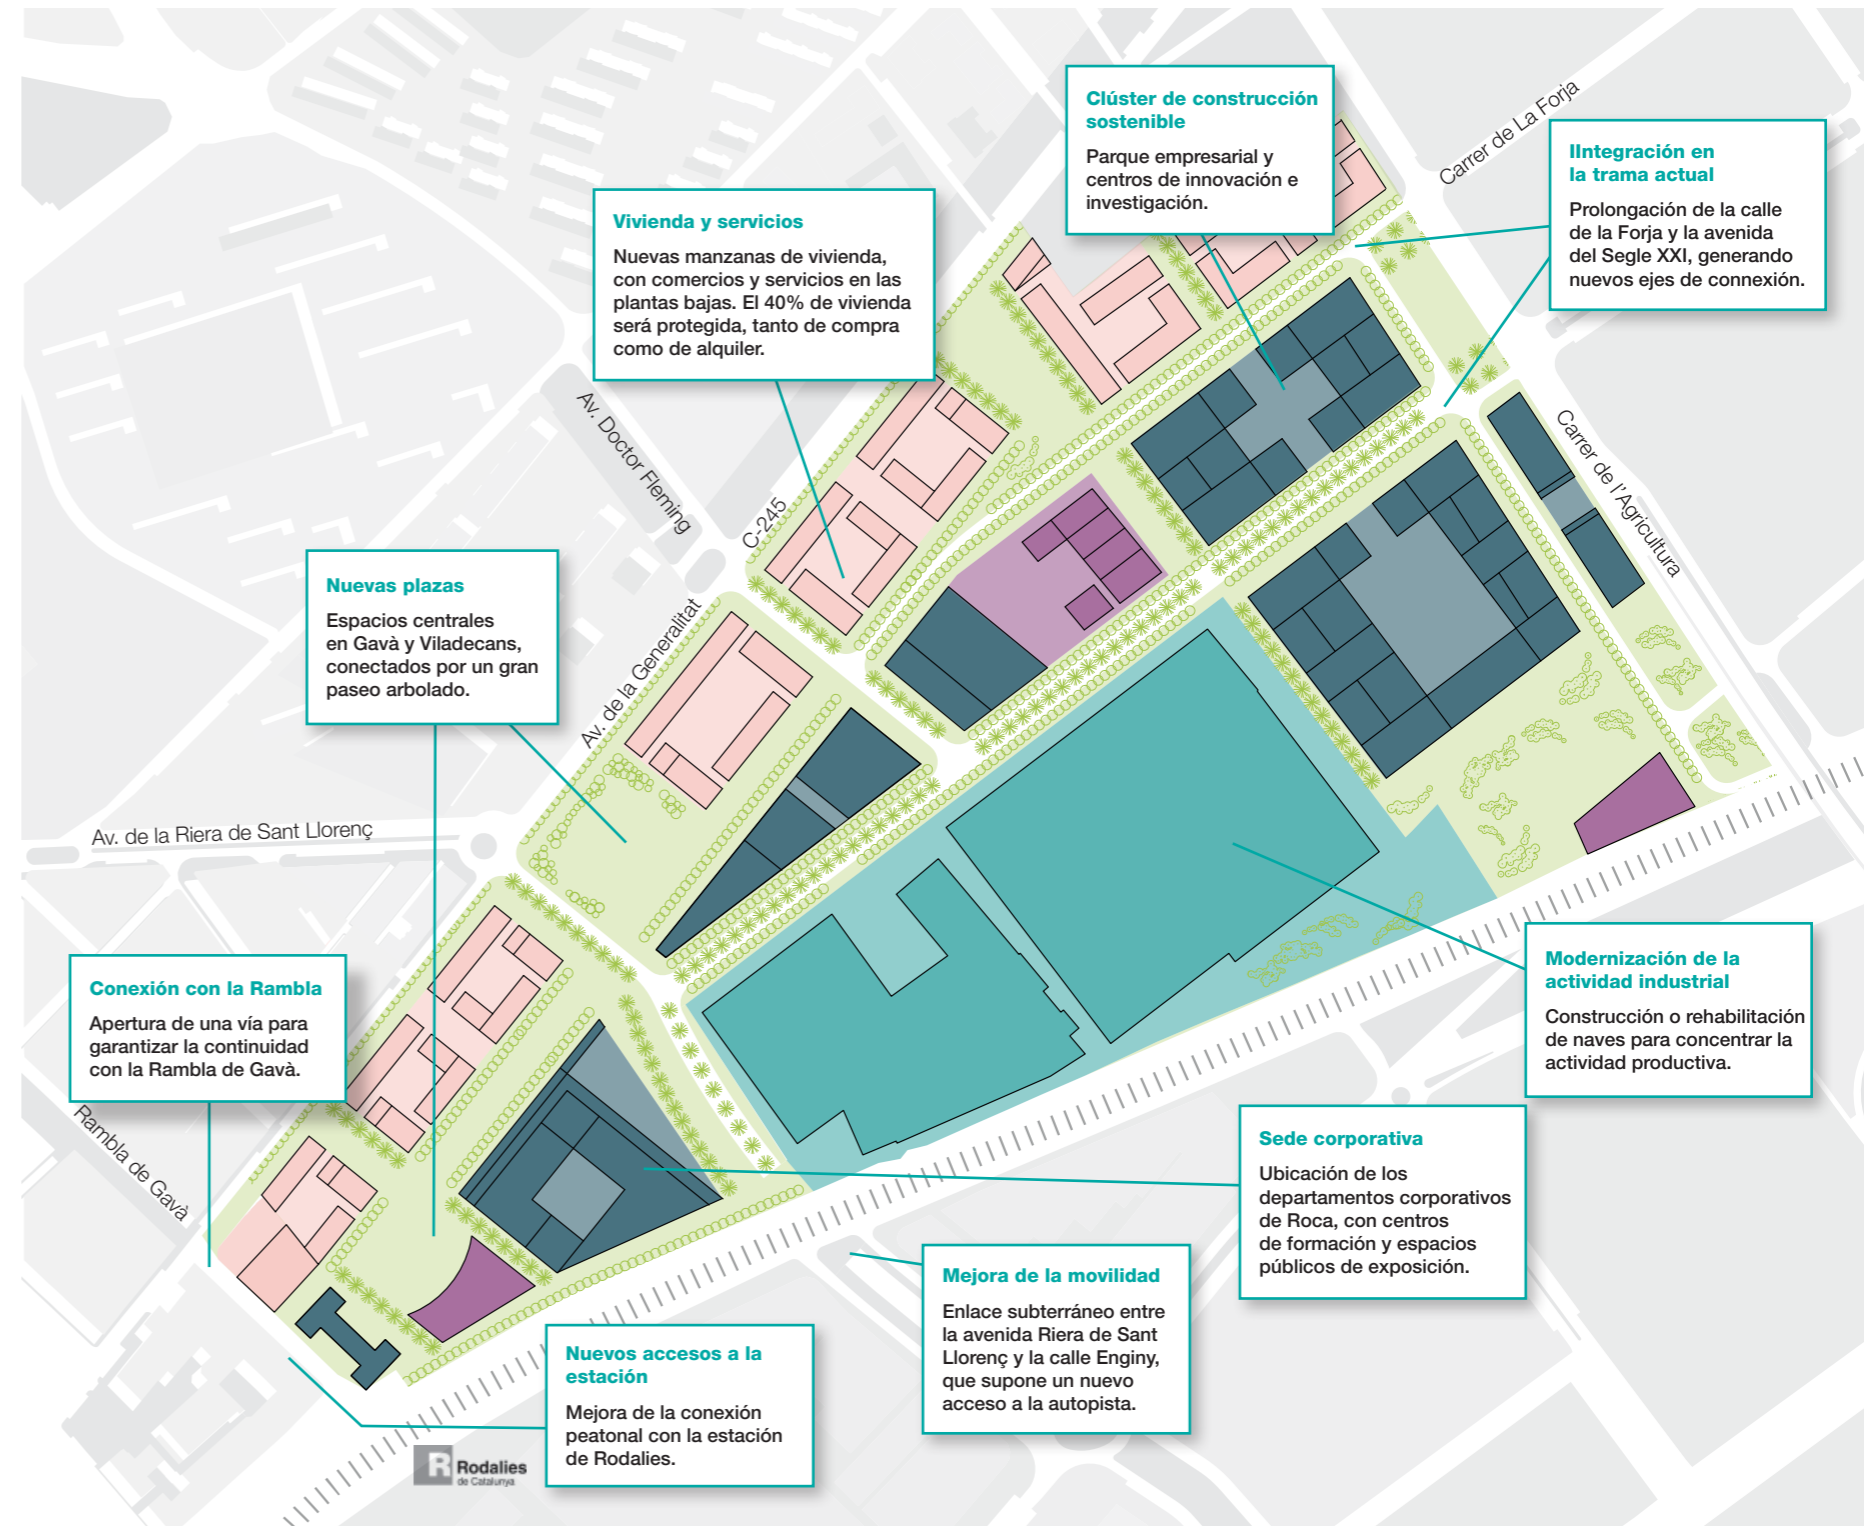 Clúster de construcción
sostenible
Parque empresarial y
centros de innovación e
investigación.
Carrer de La Forja
IIntegración en
la trama actual
Prolongación de la calle
de la Forja y la avenida
del Segle XXI, generando
nuevos ejes de connexión.
Vivienda y servicios
Nuevas manzanas de vivienda,
con comercios y servicios en las
plantas bajas. El 40% de vivienda
será protegida, tanto de compra
como de alquiler.
Av. Doctor Fleming
C-245
Carrer de l'Agricultura
Nuevas plazas
Espacios centrales
en Gavà y Viladecans,
conectados por un gran
paseo arbolado.
Av. de la Generalitat
Av. de la Riera de Sant Llorenç
Conexión con la Rambla
Apertura de una vía para
garantizar la continuidad
con la Rambla de Gavà.
Rambla de Gavà
Modernización de la
actividad industrial
Construcción o rehabilitación
de naves para concentrar la
actividad productiva.
Sede corporativa
Ubicación de los
departamentos corporativos
de Roca, con centros
de formación y espacios
públicos de exposición.
Mejora de la movilidad
Enlace subterráneo entre
la avenida Riera de Sant
Llorenç y la calle Enginy,
que supone un nuevo
acceso a la autopista.
Nuevos accesos a la
estación
Mejora de la conexión
peatonal con la estación
de Rodalies.
R Rodalies
de Catalunya